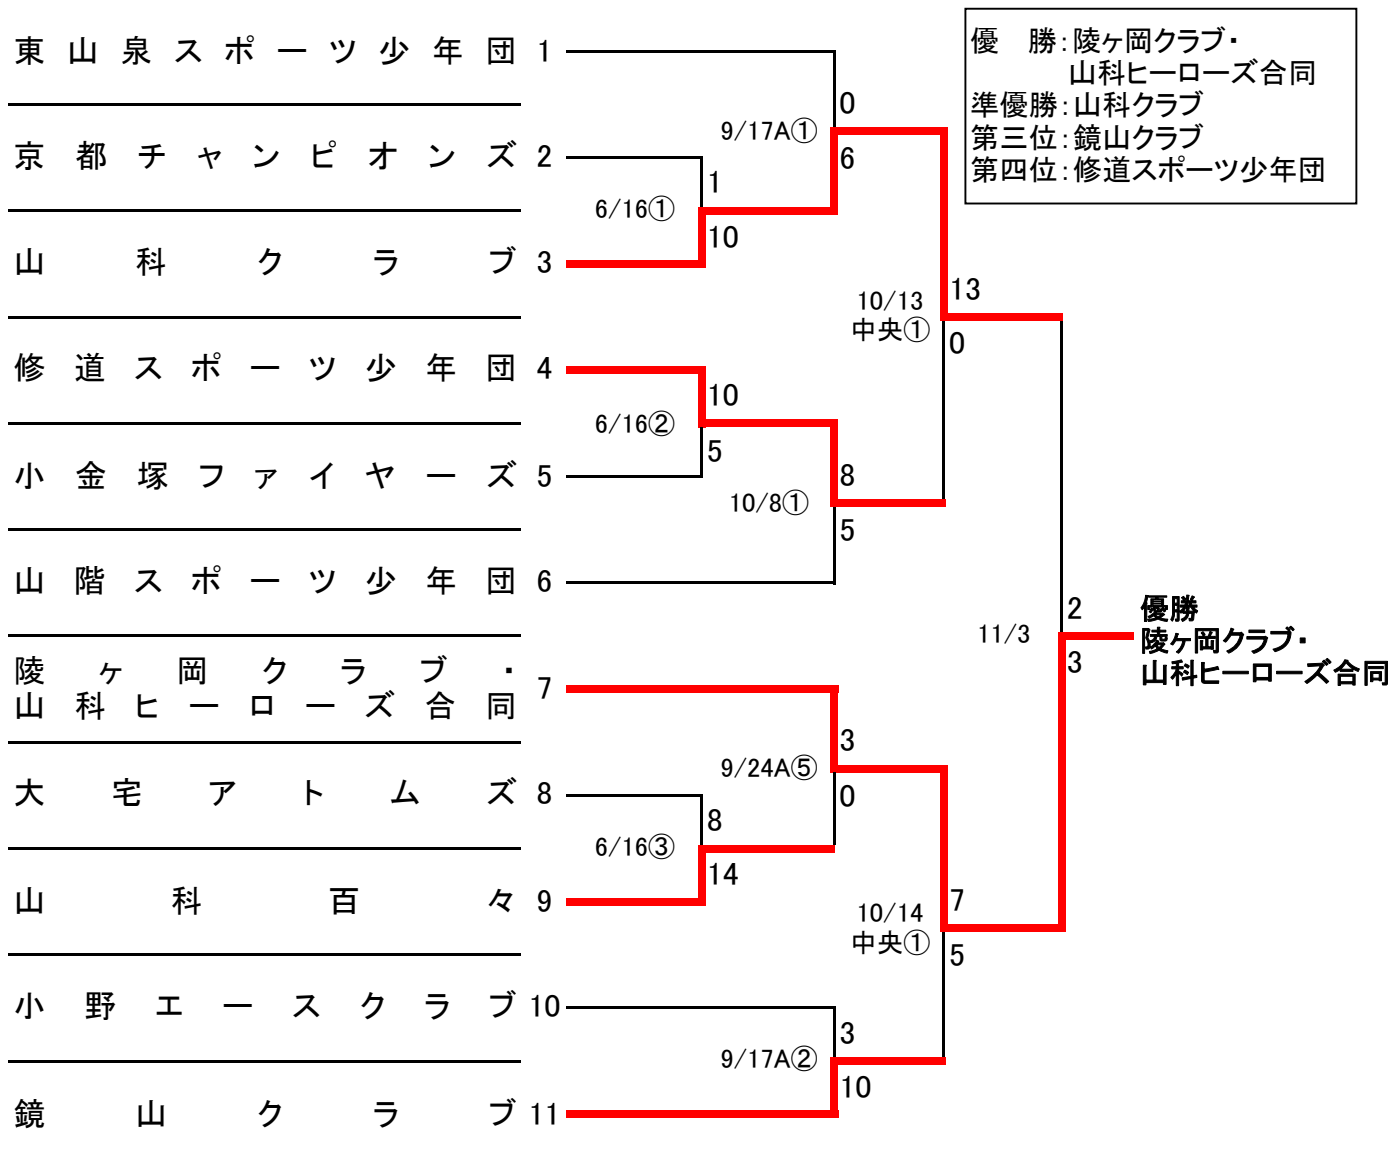 優　勝：陵ヶ岡クラブ・
山科ヒーローズ合同
準優勝：山科クラブ
第三位：鏡山クラブ
第四位：修道スポーツ少年団
東山泉スポーツ少年団 1
0
9/17A①
6
京都チャンピオンズ 2
1
6/16①
10
山科クラブ 3
13
10/13
中央①
0
修道スポーツ少年団 4
10
6/16②
5
小金塚ファイヤーズ 5
8
10/8①
5
山階スポーツ少年団 6
2
11/3
3
優勝
陵ヶ岡クラブ・
山科ヒーローズ合同
陵ヶ岡クラブ・
山科ヒーローズ合同 7
3
9/24A⑤
0
大宅アトムズ 8
8
6/16③
14
山科百々 9
7
10/14
中央①
5
小野エースクラブ 10
3
9/17A②
10
鏡山クラブ 11